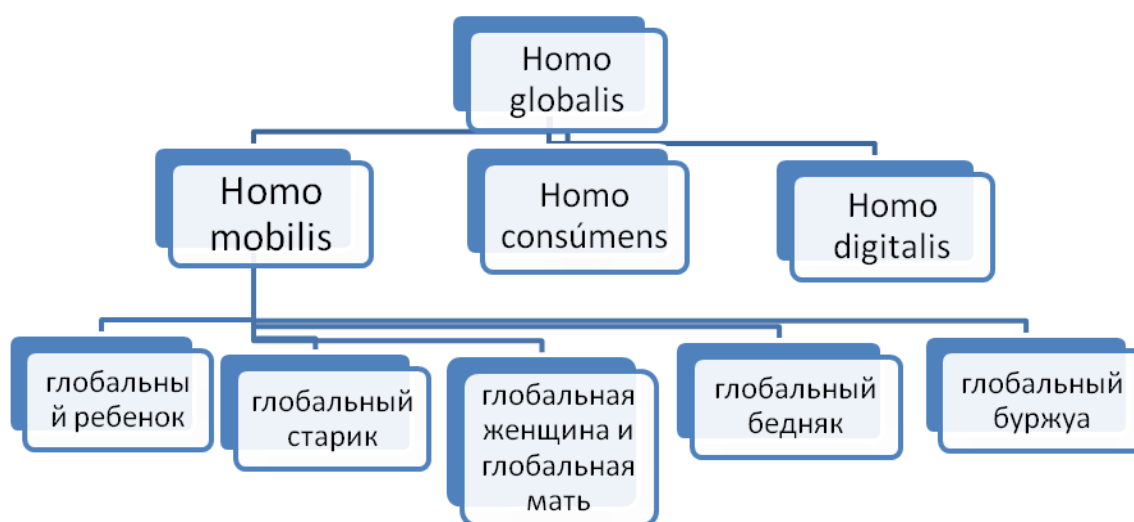 Homo
globalis
Homo
mobilis
Homo
consúmens
Homo
digitalis
глобальны
й ребенок
глобальный
старик
глобальная
женщина и
глобальная
мать
глобальный
бедняк
глобальный
буржуа